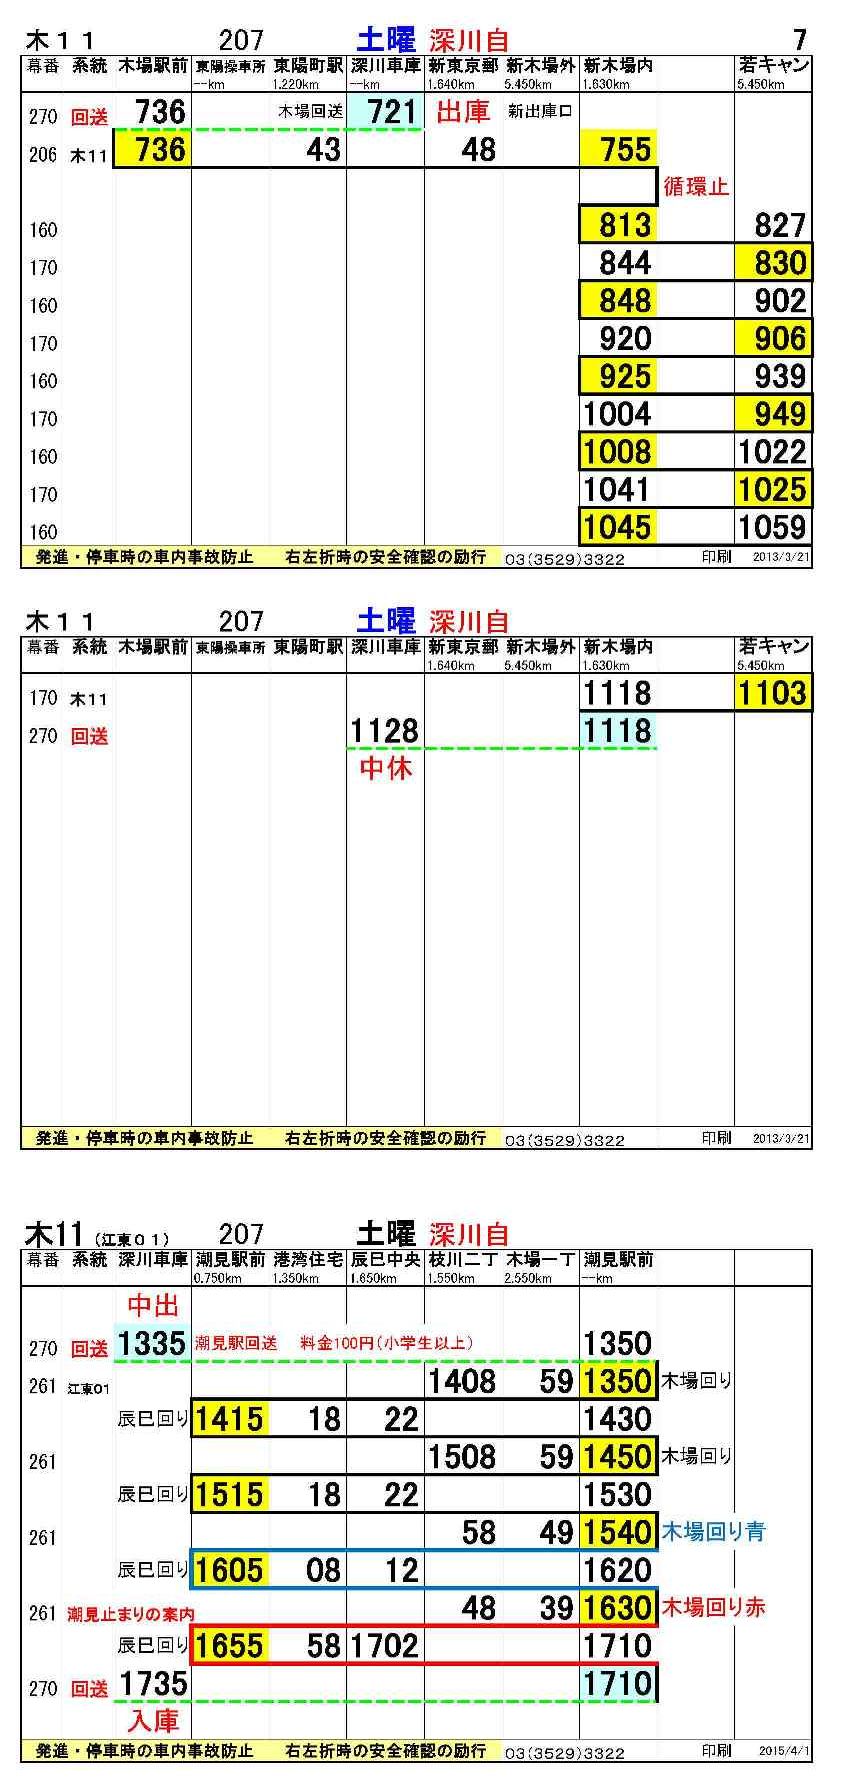 木１１ 207 土曜 深川自 7
幕番 系統 木場駅前 東陽操車所 東陽町駅 深川車庫 新東京郵 新木場外 新木場内 若キャン
--km 1.220km --km 1.640km 5.450km 1.630km 5.450km
270 回送 736 木場回送 721 出庫 新出庫口
206 木11 736 43 48 755
循環止
160 813 827
170 844 830
160 848 902
170 920 906
160 925 939
170 1004 949
160 1008 1022
170 1041 1025
160 1045 1059
発進・停車時の車内事故防止 右左折時の安全確認の励行 03(3529)3322 印刷 2013/3/21
木１１ 207 土曜 深川自
幕番 系統 木場駅前 東陽操車所 東陽町駅 深川車庫 新東京郵 新木場外 新木場内 若キャン
1.640km 5.450km 1.630km 5.450km
170 木11 1118 1103
270 回送 1128 1118
中休
発進・停車時の車内事故防止 右左折時の安全確認の励行 03(3529)3322 印刷 2013/3/21
木11 (江東０１) 207 土曜 深川自
幕番 系統 深川車庫 潮見駅前 港湾住宅 辰巳中央 枝川二丁 木場一丁 潮見駅前
0.750km 1.350km 1.650km 1.550km 2.550km --km
中出
270 回送 1335 潮見駅回送 料金100円(小学生以上) 1350
261 江東01 1408 59 1350 木場回り
辰巳回り 1415 18 22 1430
261 1508 59 1450 木場回り
辰巳回り 1515 18 22 1530
261 58 49 1540 木場回り青
辰巳回り 1605 08 12 1620
261 潮見止まりの案内 48 39 1630 木場回り赤
辰巳回り 1655 58 1702 1710
270 回送 1735 1710
入庫
発進・停車時の車内事故防止 右左折時の安全確認の励行 03(3529)3322 印刷 2015/4/1